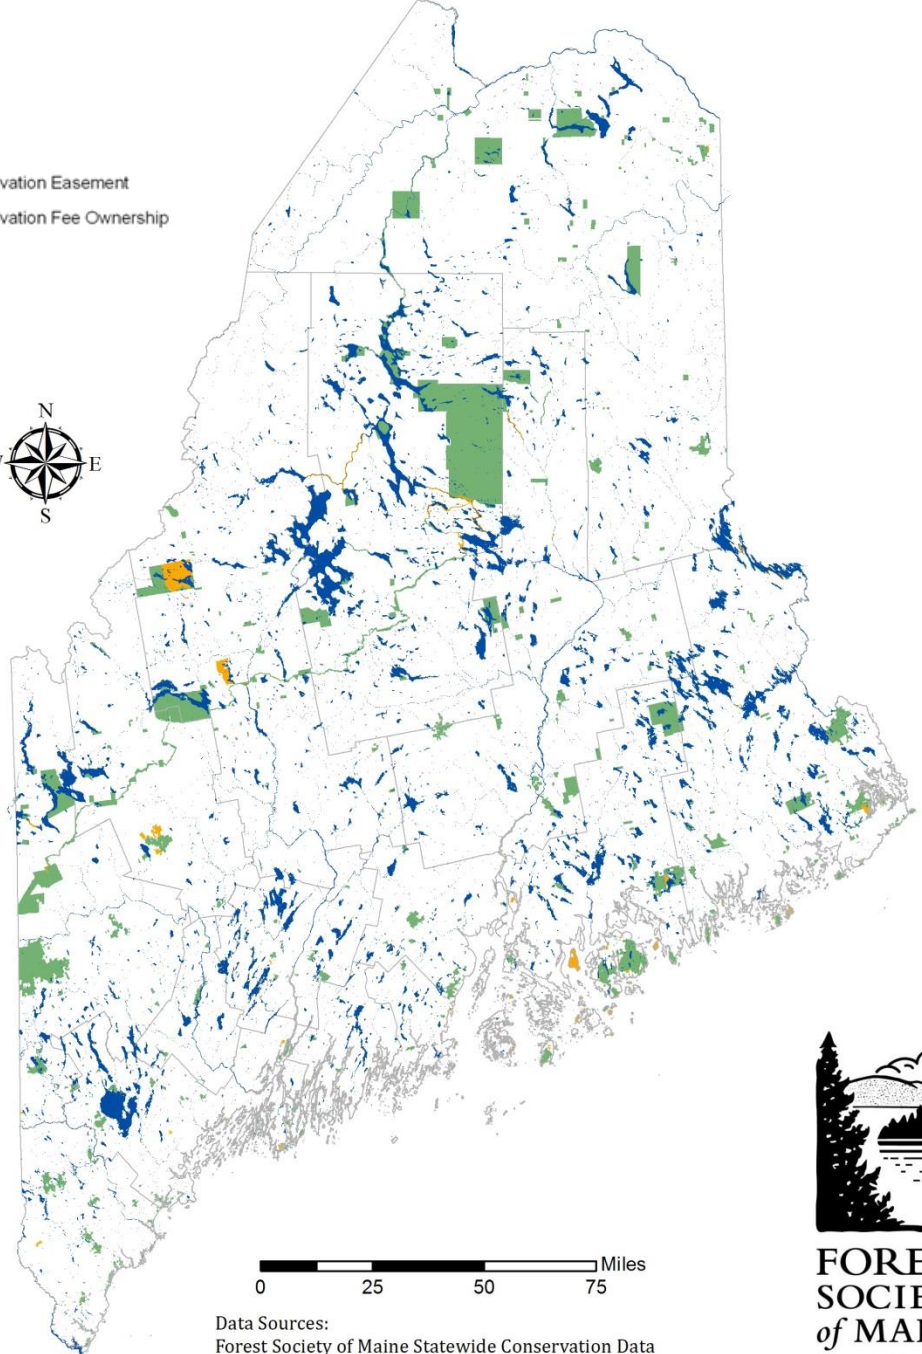 vation Easement
vation Fee Ownership
N
E
S
Miles
0 25 50 75
Data Sources:
Forest Society of Maine Statewide Conservation Data
FORE
SOCIE
of MAI